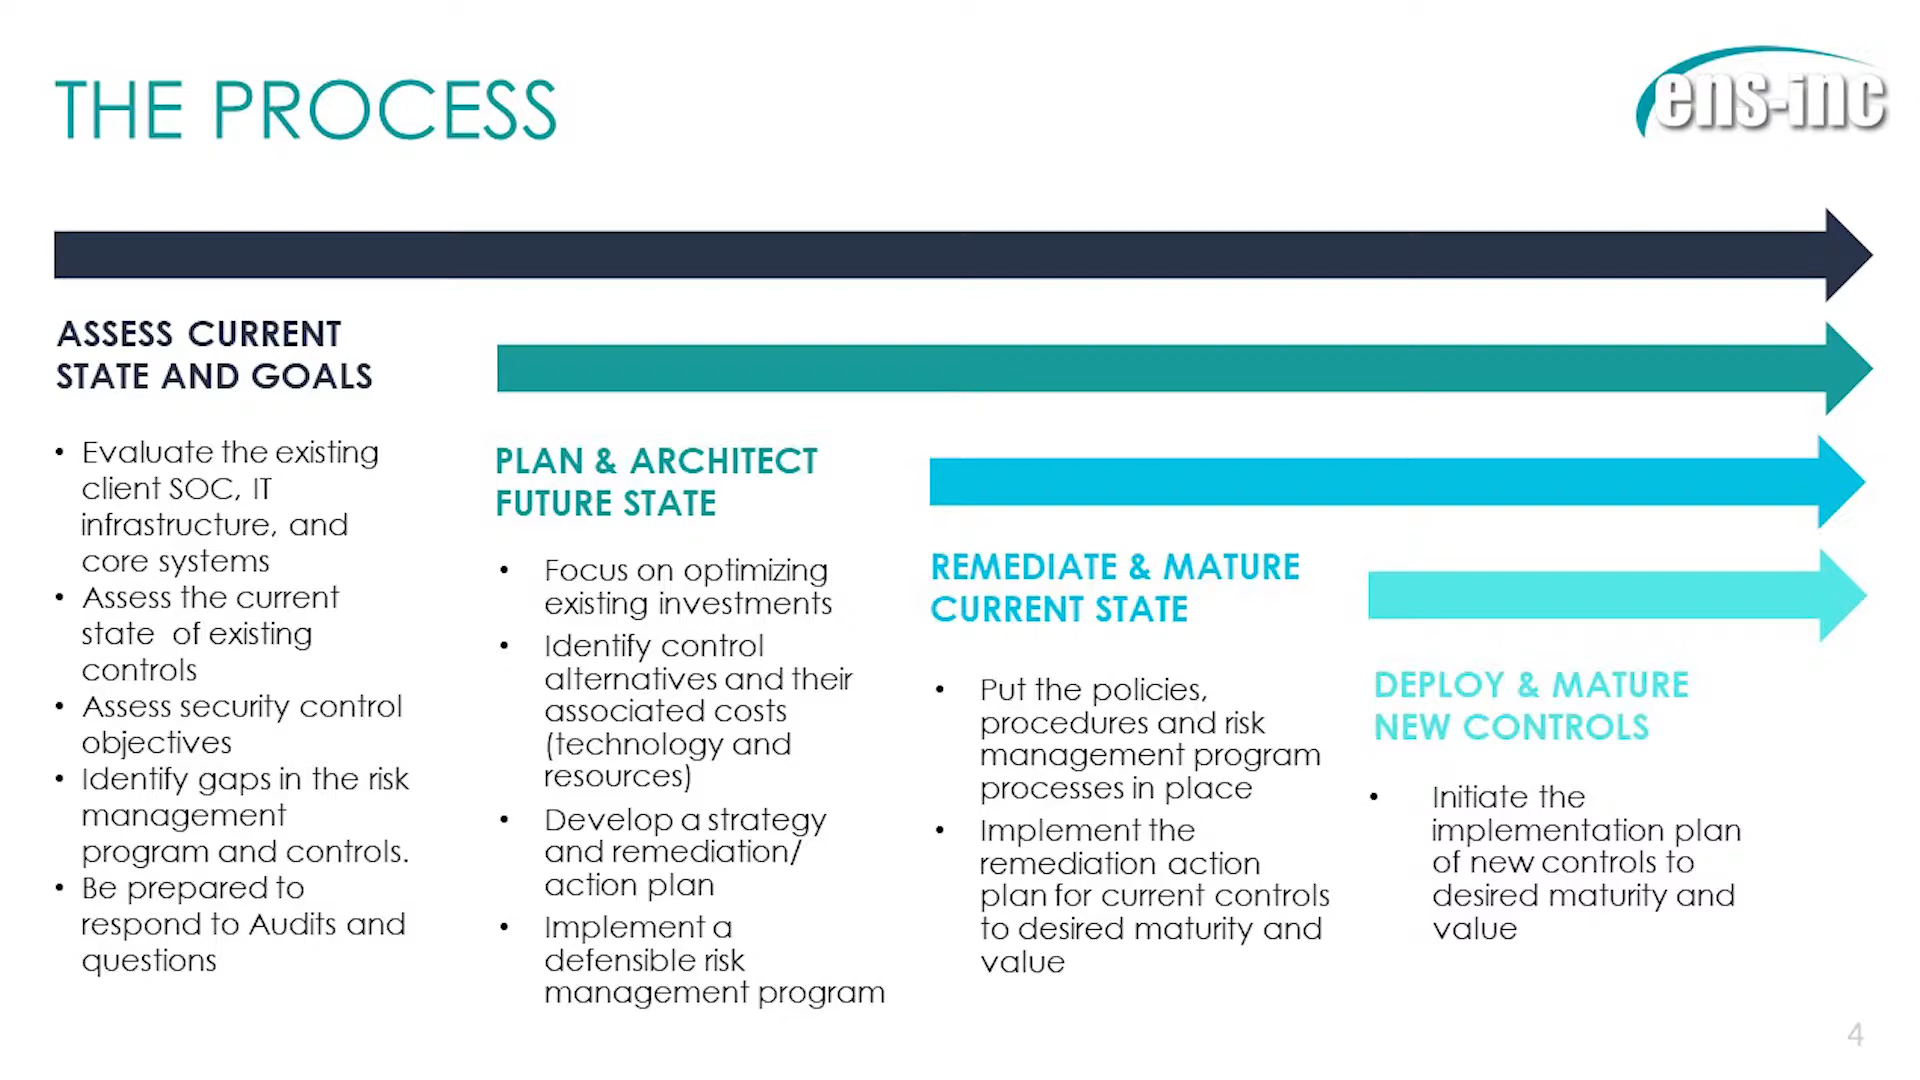 THE PROCESS
ens-inc
ASSESS CURRENT
STATE AND GOALS
• Evaluate the existing
client SOC, IT
infrastructure, and
core systems
• Assess the current
state of existing
controls
• Assess security control
objectives
• Identify gaps in the risk
management
program and controls.
• Be prepared to
respond to Audits and
questions
PLAN & ARCHITECT
FUTURE STATE
• Focus on optimizing
existing investments
• Identify control
alternatives and their
associated costs
(technology and
resources)
• Develop a strategy
and remediation/
action plan
• Implement a
defensible risk
management program
REMEDIATE & MATURE
CURRENT STATE
• Put the policies,
procedures and risk
management program
processes in place
• Implement the
remediation action
plan for current controls
to desired maturity and
value
DEPLOY & MATURE
NEW CONTROLS
• Initiate the
implementation plan
of new controls to
desired maturity and
value
4